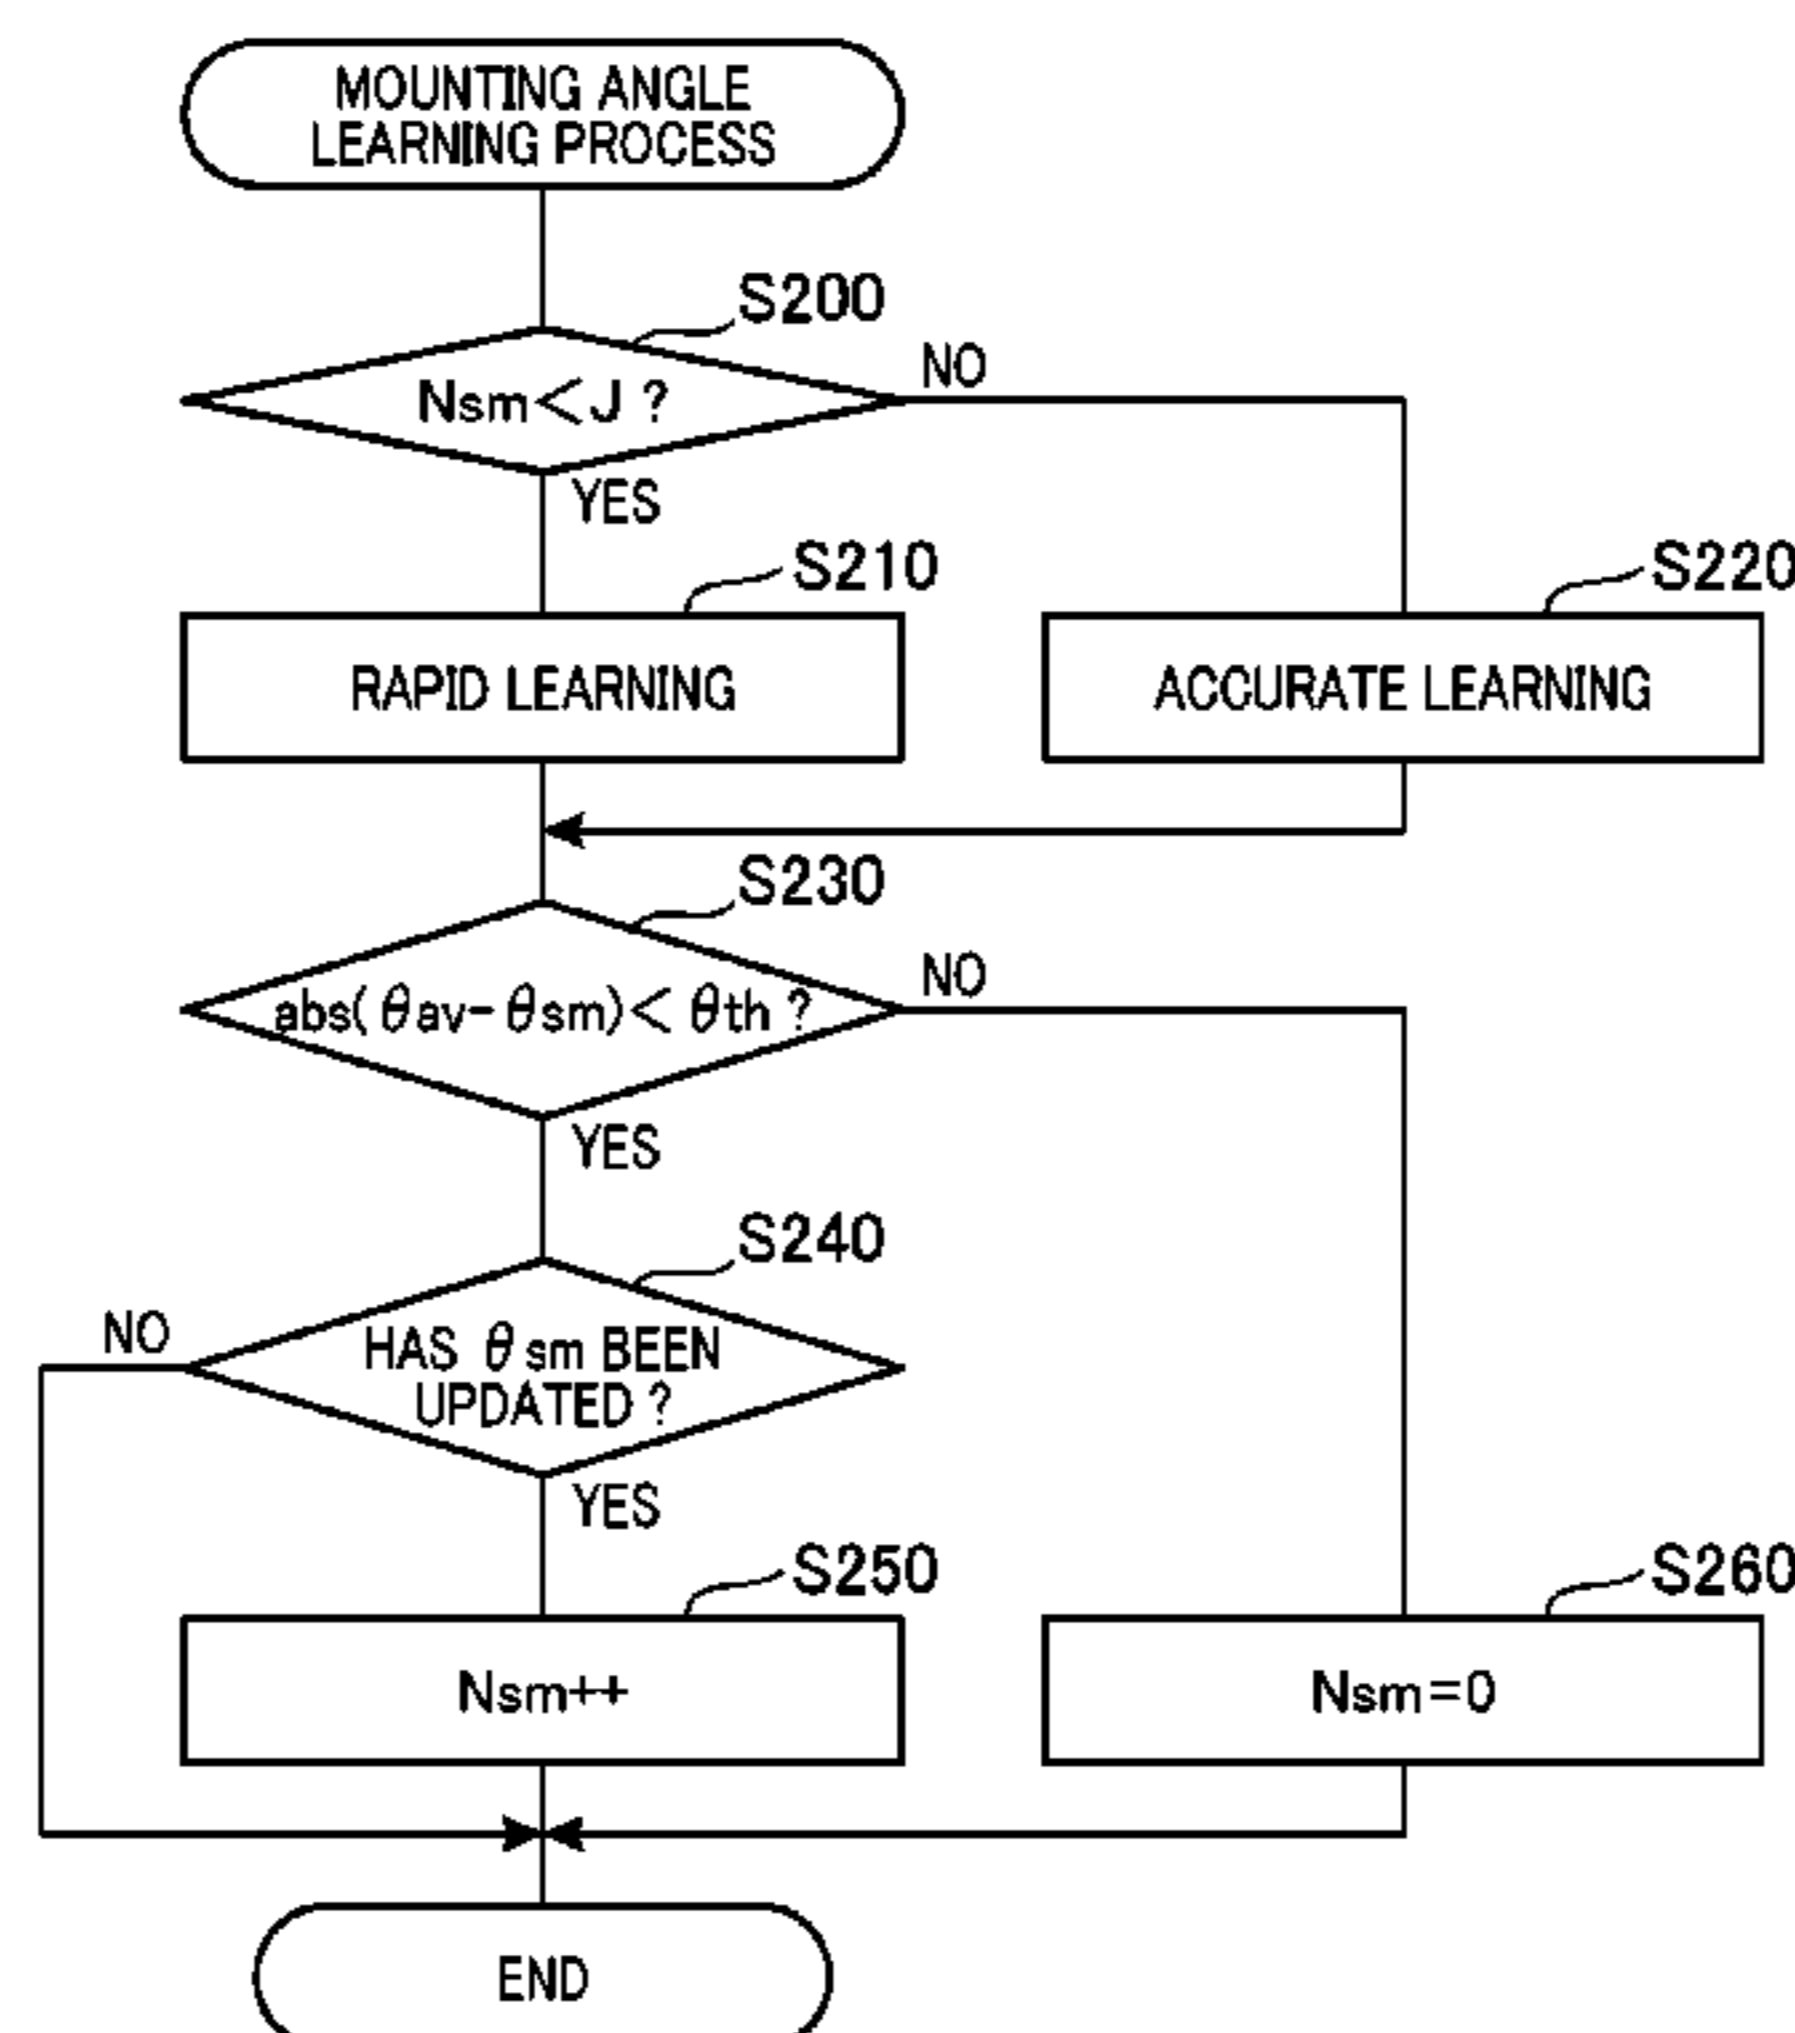 MOUNTING ANGLE
LEARNING PROCESS
S200
Nsm<J?
NO
YES
S210
S220
RAPID LEARNING
ACCURATE LEARNING
S230
abs(θav-θsm)<θth?
NO
YES
S240
NO
HAS θsm BEEN
UPDATED?
YES
S250
S260
Nsm++
Nsm=0
END